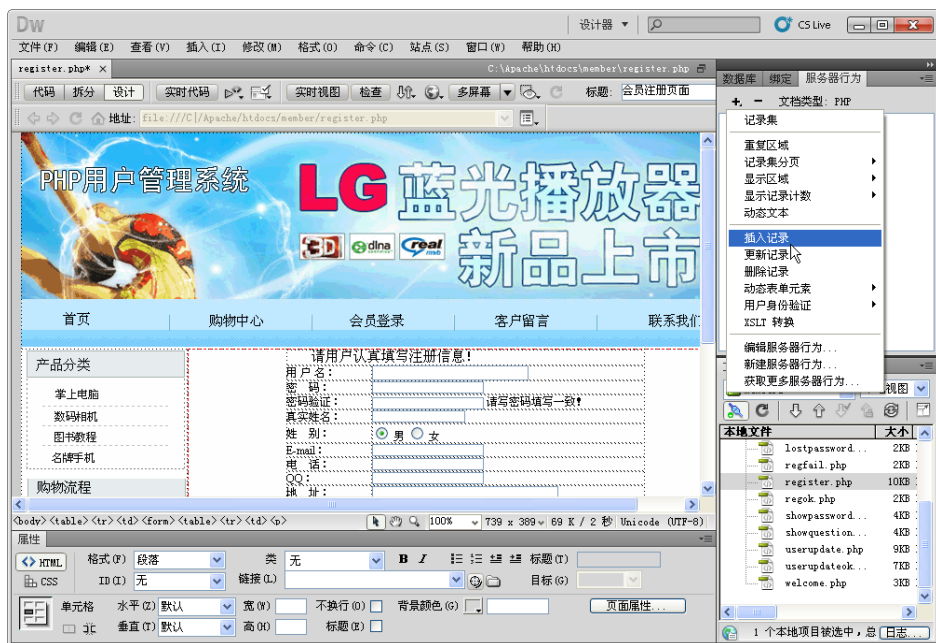 Dw
设计器
CS Live
文件(F) 编辑(E) 查看(V) 插入(I) 修改(M) 格式(O) 命令(C) 站点(S) 窗口(W) 帮助(H)
register.php* × C:\Apache\htdocs\member\register.php
代码 拆分 设计 实时代码 实时视图 检查 多屏幕 标题: 会员注册页面
地址: file:///C|/Apache/htdocs/member/register.php
PHP用户管理系统
LG 蓝光播放器
3D dlna real
新品上市
首页 购物中心 会员登录 客户留言 联系我们
产品分类
掌上电脑
数码相机
图书教程
名牌手机
购物流程
请用户认真填写注册信息!
用 户 名:
密 码:
密码验证: 请写密码填写一致!
真实姓名:
姓 别: 男 女
E-mail:
电 话:
QQ:
地 址:
<body> <table> <tr> <td> <form> <table> <tr> <td> <p> 100% 739 x 389 69 K / 2 秒 Unicode (UTF-8)
属性
<> HTML 格式(F) 段落 类 无 B I 标题(T)
CSS ID(I) 无 链接(L) 目标(G)
单元格 水平(Z) 默认 宽(W) 不换行(O) 背景颜色(G) 页面属性...
垂直(T) 默认 高(H) 标题(E)
数据库 绑定 服务器行为
+, - 文档类型: PHP
记录集
重复区域
记录集分页
显示区域
显示记录计数
动态文本
插入记录
更新记录
删除记录
动态表单元素
用户身份验证
XSLT 转换
编辑服务器行为...
新建服务器行为...
获取更多服务器行为...
视图
本地文件 大小
lostpassword... 2KB
regfail.php 2KB
register.php 10KB
regok.php 2KB
showpassword... 4KB
showquestion... 4KB
userupdate.php 9KB
userupdateok... 7KB
welcome.php 3KB
1 个本地项目被选中，总 日志...